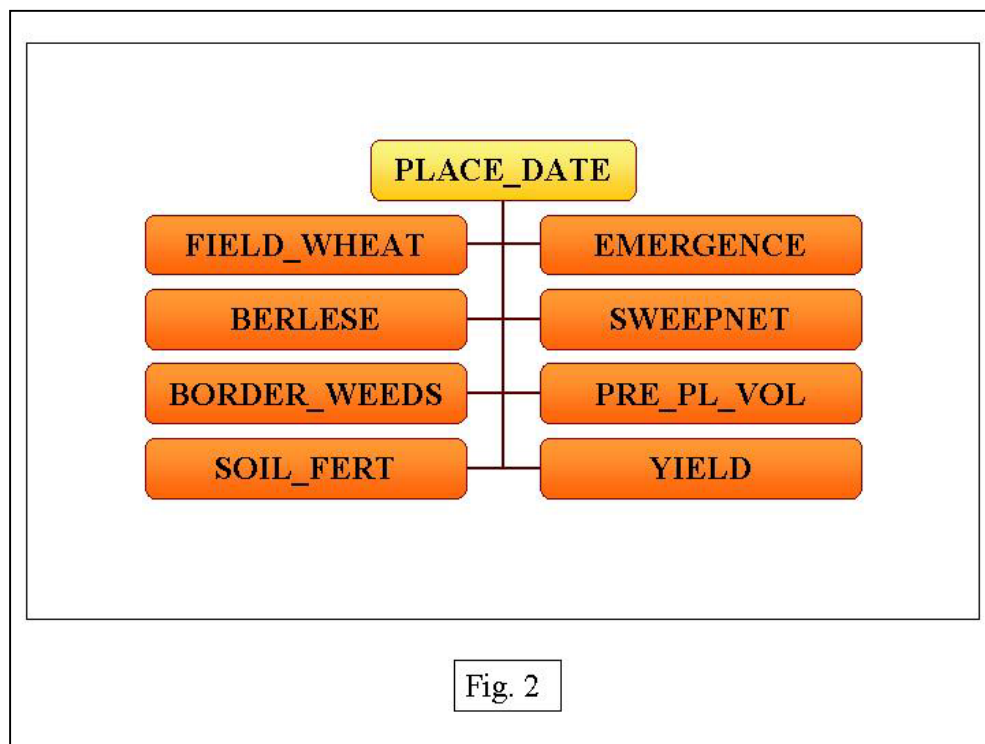 PLACE_DATE
FIELD_WHEAT
EMERGENCE
BERLESE
SWEEPNET
BORDER_WEEDS
PRE_PL_VOL
SOIL_FERT
YIELD
Fig. 2